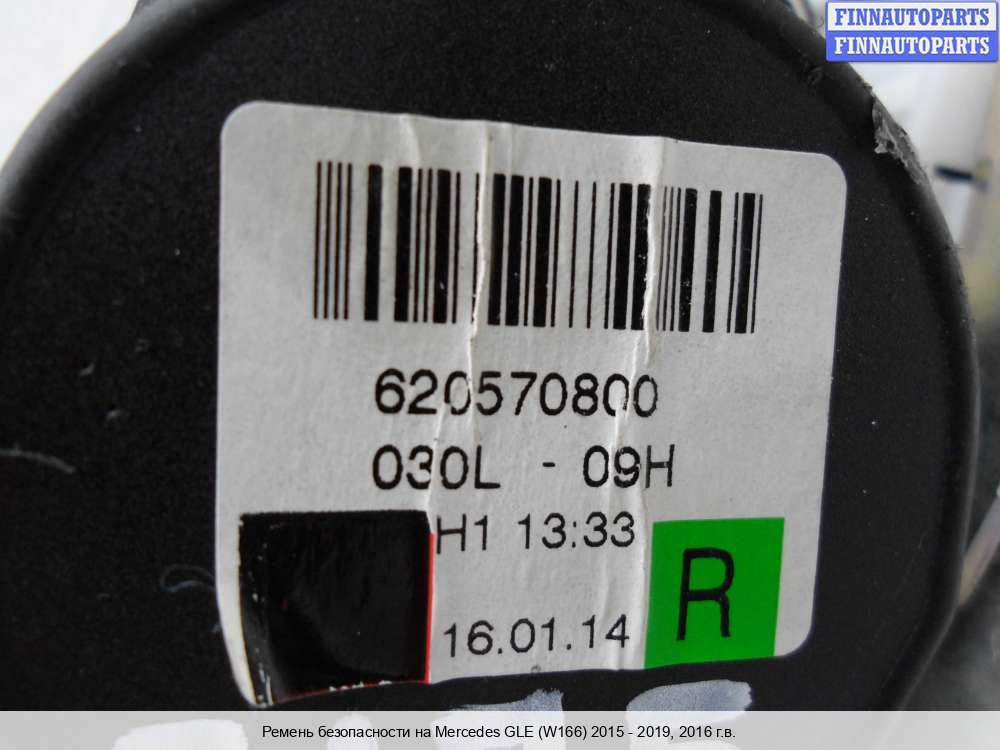 FINNAUTOPARTS
FINNAUTOPARTS
620570800
030L - 09H
H1 13:33
R
16.01.14
Ремень безопасности на Mercedes GLE (W166) 2015 - 2019, 2016 г.в.